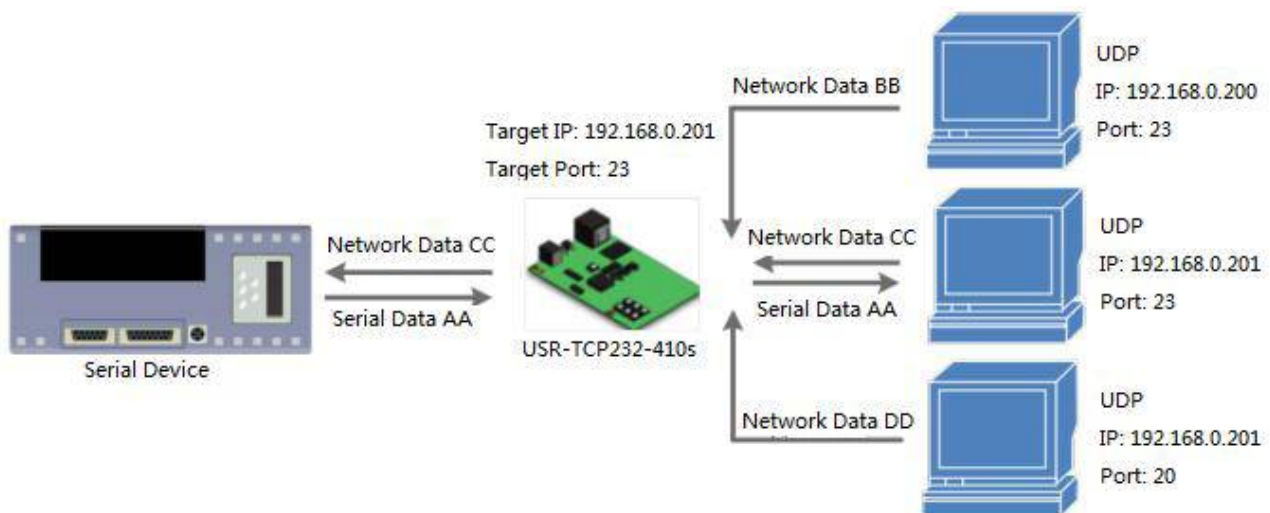 Network Data BB
UDP
IP: 192.168.0.200
Port: 23
Target IP: 192.168.0.201
Target Port: 23
Network Data CC
Serial Data AA
Serial Device
USR-TCP232-410s
Network Data CC
Serial Data AA
UDP
IP: 192.168.0.201
Port: 23
Network Data DD
UDP
IP: 192.168.0.201
Port: 20